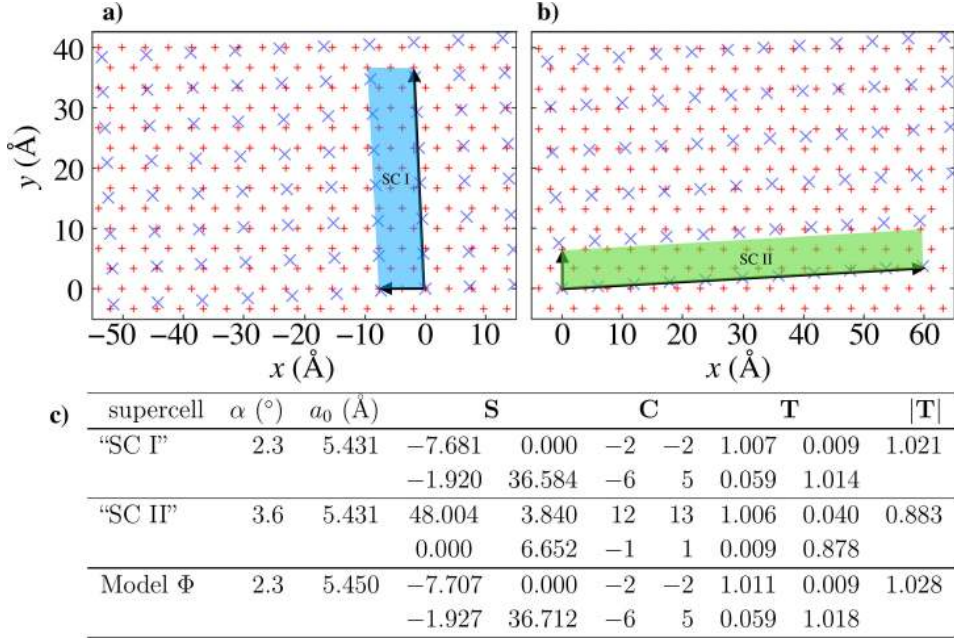 a)
b)
40
30
20
10
0
y (Å)
SC I
SC II
−50 −40 −30 −20 −10 0 10
0 10 20 30 40 50 60
x (Å)
x (Å)
c) supercell α (°) a₀ (Å) S C T |T|
“SC I” 2.3 5.431 −7.681 0.000 −2 −2 1.007 0.009 1.021
−1.920 36.584 −6 5 0.059 1.014
“SC II” 3.6 5.431 48.004 3.840 12 13 1.006 0.040 0.883
0.000 6.652 −1 1 0.009 0.878
Model Φ 2.3 5.450 −7.707 0.000 −2 −2 1.011 0.009 1.028
−1.927 36.712 −6 5 0.059 1.018